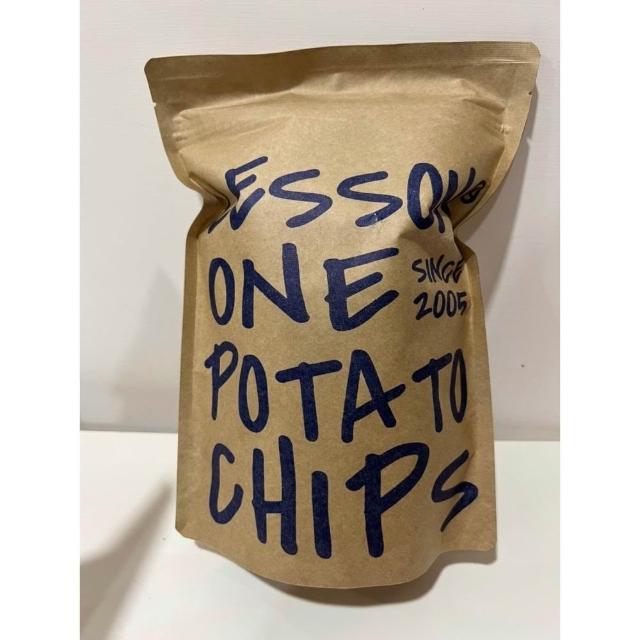 LESSON®
ONE
SINCE
2005
POTATO
CHIPS